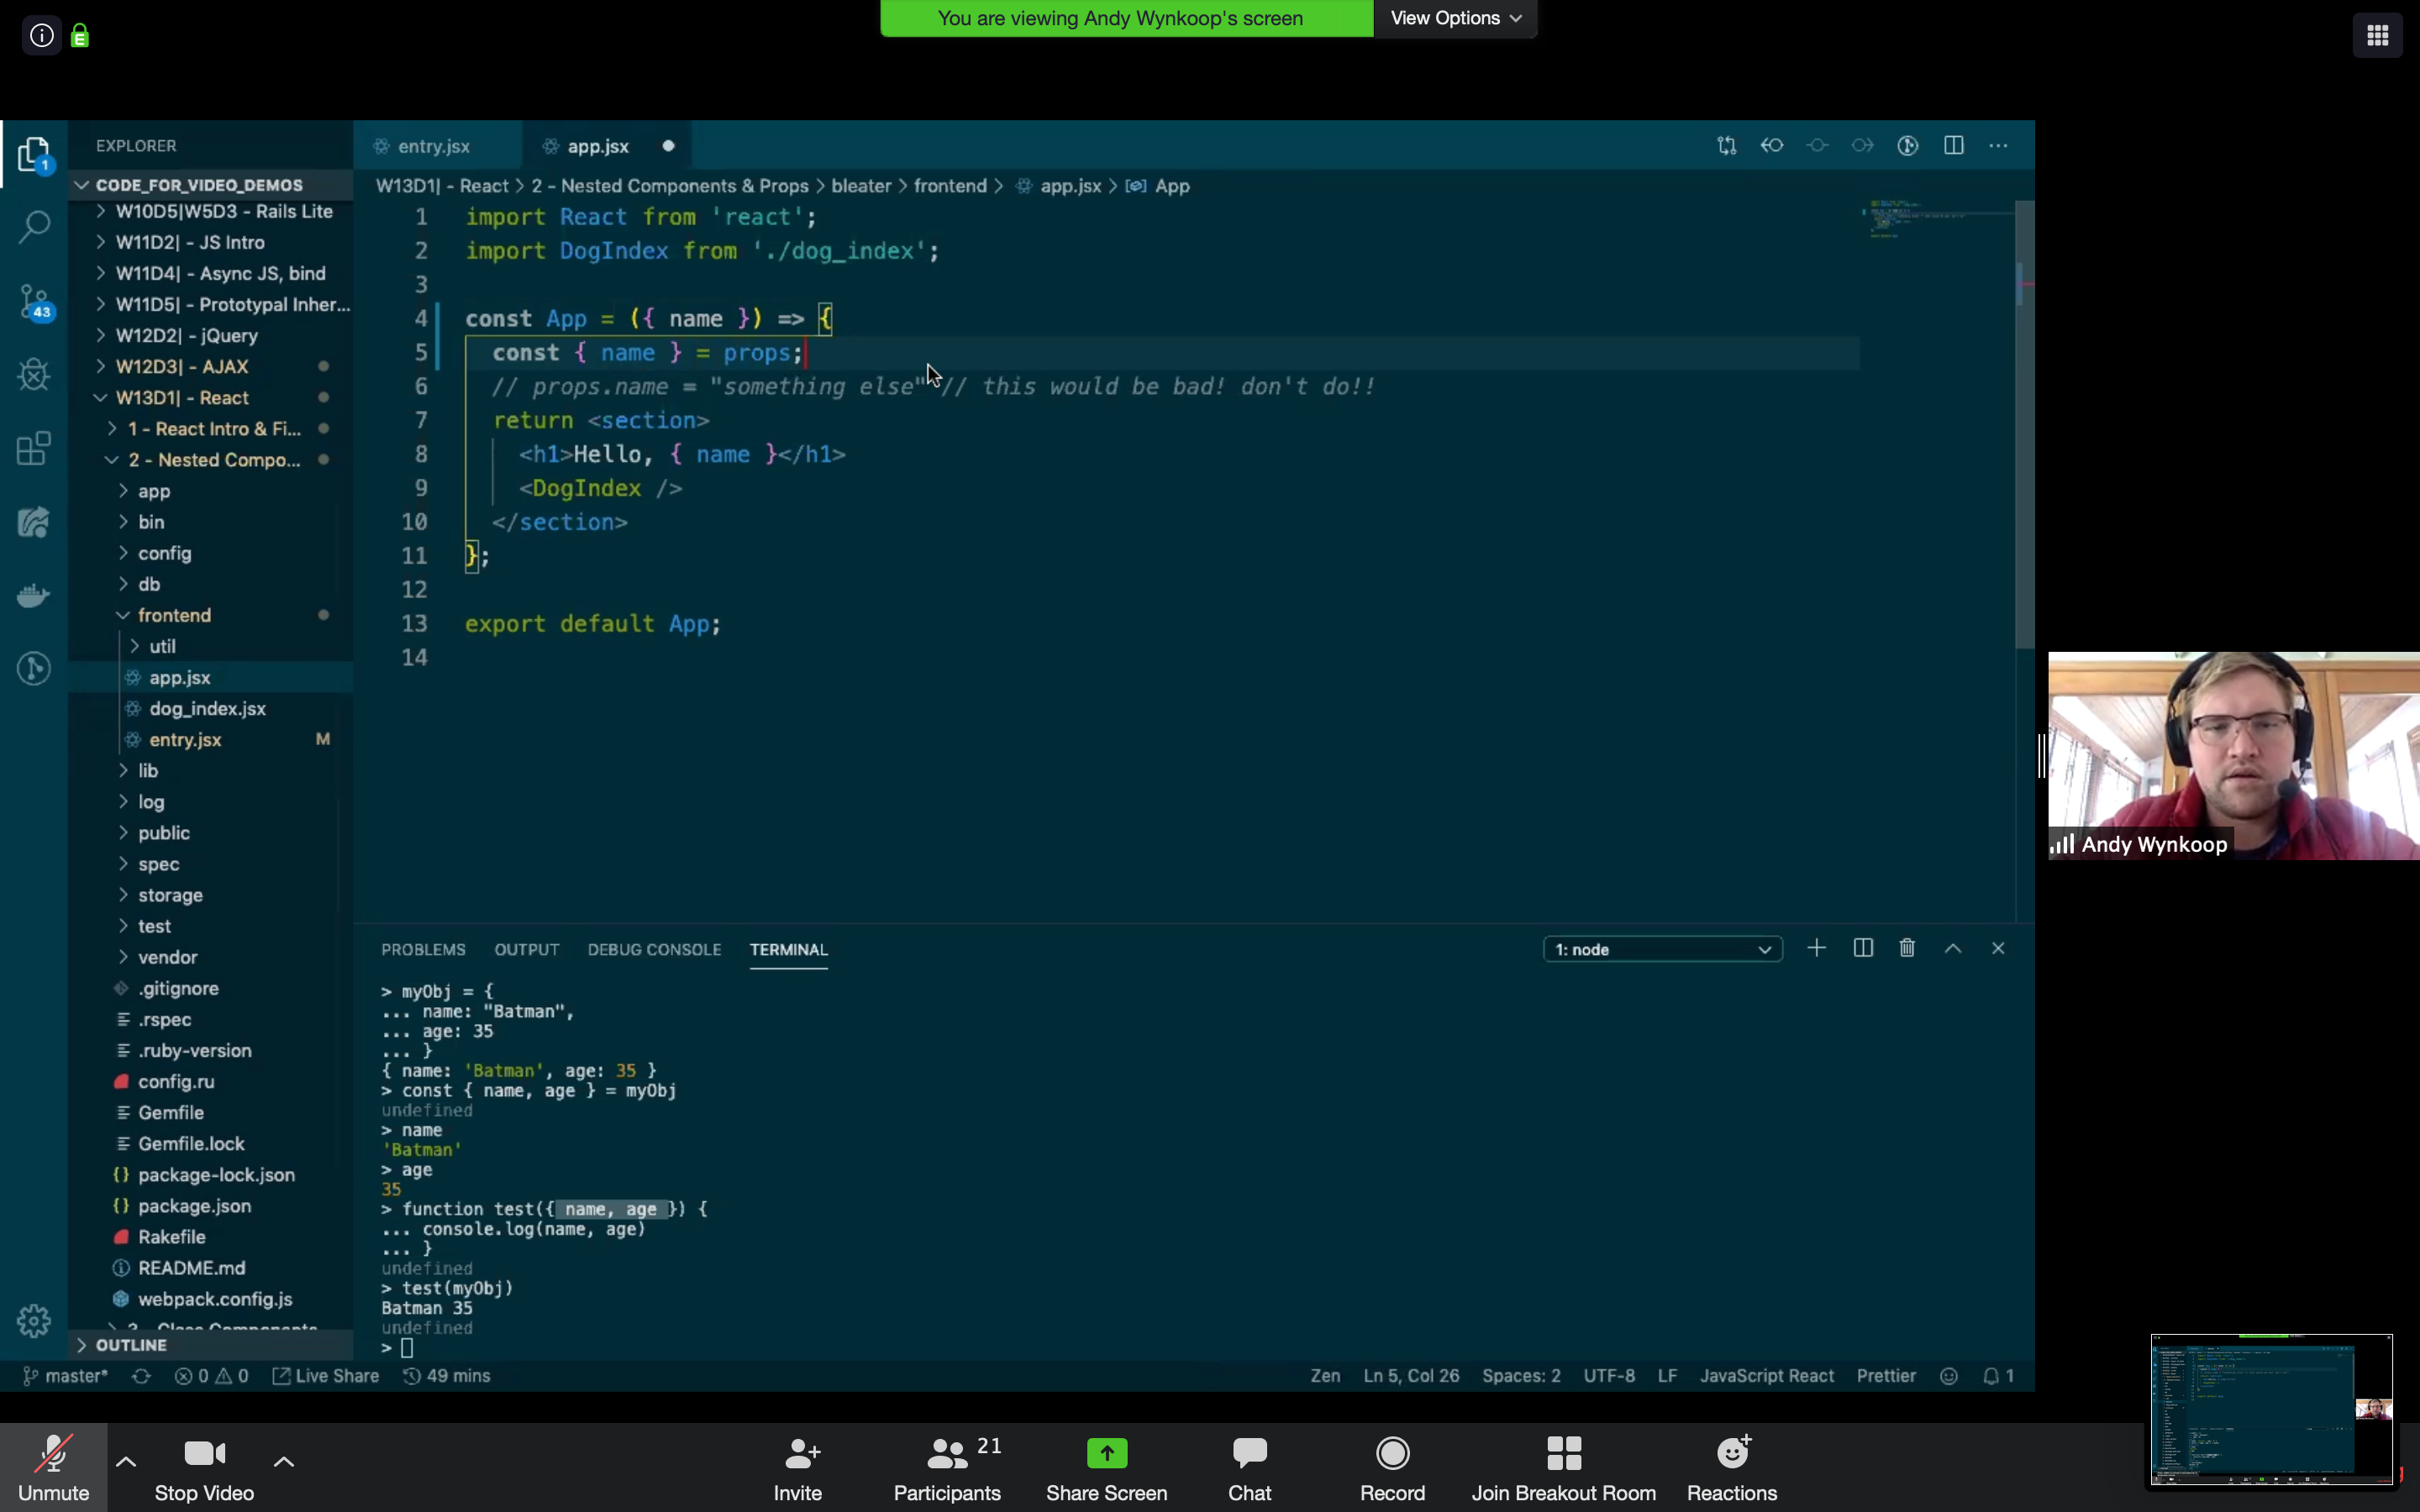 You are viewing Andy Wynkoop's screen
View Options
EXPLORER
CODE_FOR_VIDEO_DEMOS
W10D5|W5D3 - Rails Lite
W11D2| - JS Intro
W11D4| - Async JS, bind
W11D5| - Prototypal Inher...
W12D2| - jQuery
W12D3| - AJAX
W13D1| - React
1 - React Intro & Fi...
2 - Nested Compo...
app
bin
config
db
frontend
util
app.jsx
dog_index.jsx
entry.jsx M
lib
log
public
spec
storage
test
vendor
.gitignore
.rspec
.ruby-version
config.ru
Gemfile
Gemfile.lock
package-lock.json
package.json
Rakefile
README.md
webpack.config.js
3 - Class Components
OUTLINE
1
43
entry.jsx app.jsx
W13D1| - React > 2 - Nested Components & Props > bleater > frontend > app.jsx > App
1 import React from 'react';
2 import DogIndex from './dog_index';
3
4 const App = ({ name }) => {
5 const { name } = props;
6 // props.name = "something else" // this would be bad! don't do!!
7 return <section>
8 <h1>Hello, { name }</h1>
9 <DogIndex />
10 </section>
11 };
12
13 export default App;
14
PROBLEMS OUTPUT DEBUG CONSOLE TERMINAL 1: node
> myObj = {
... name: "Batman",
... age: 35
... }
{ name: 'Batman', age: 35 }
> const { name, age } = myObj
undefined
> name
'Batman'
> age
35
> function test({ name, age }) {
... console.log(name, age)
... }
undefined
> test(myObj)
Batman 35
undefined
>
master* 0 0 Live Share 49 mins Zen Ln 5, Col 26 Spaces: 2 UTF-8 LF JavaScript React Prettier 1
Andy Wynkoop
Unmute Stop Video Invite Participants 21 Share Screen Chat Record Join Breakout Room Reactions